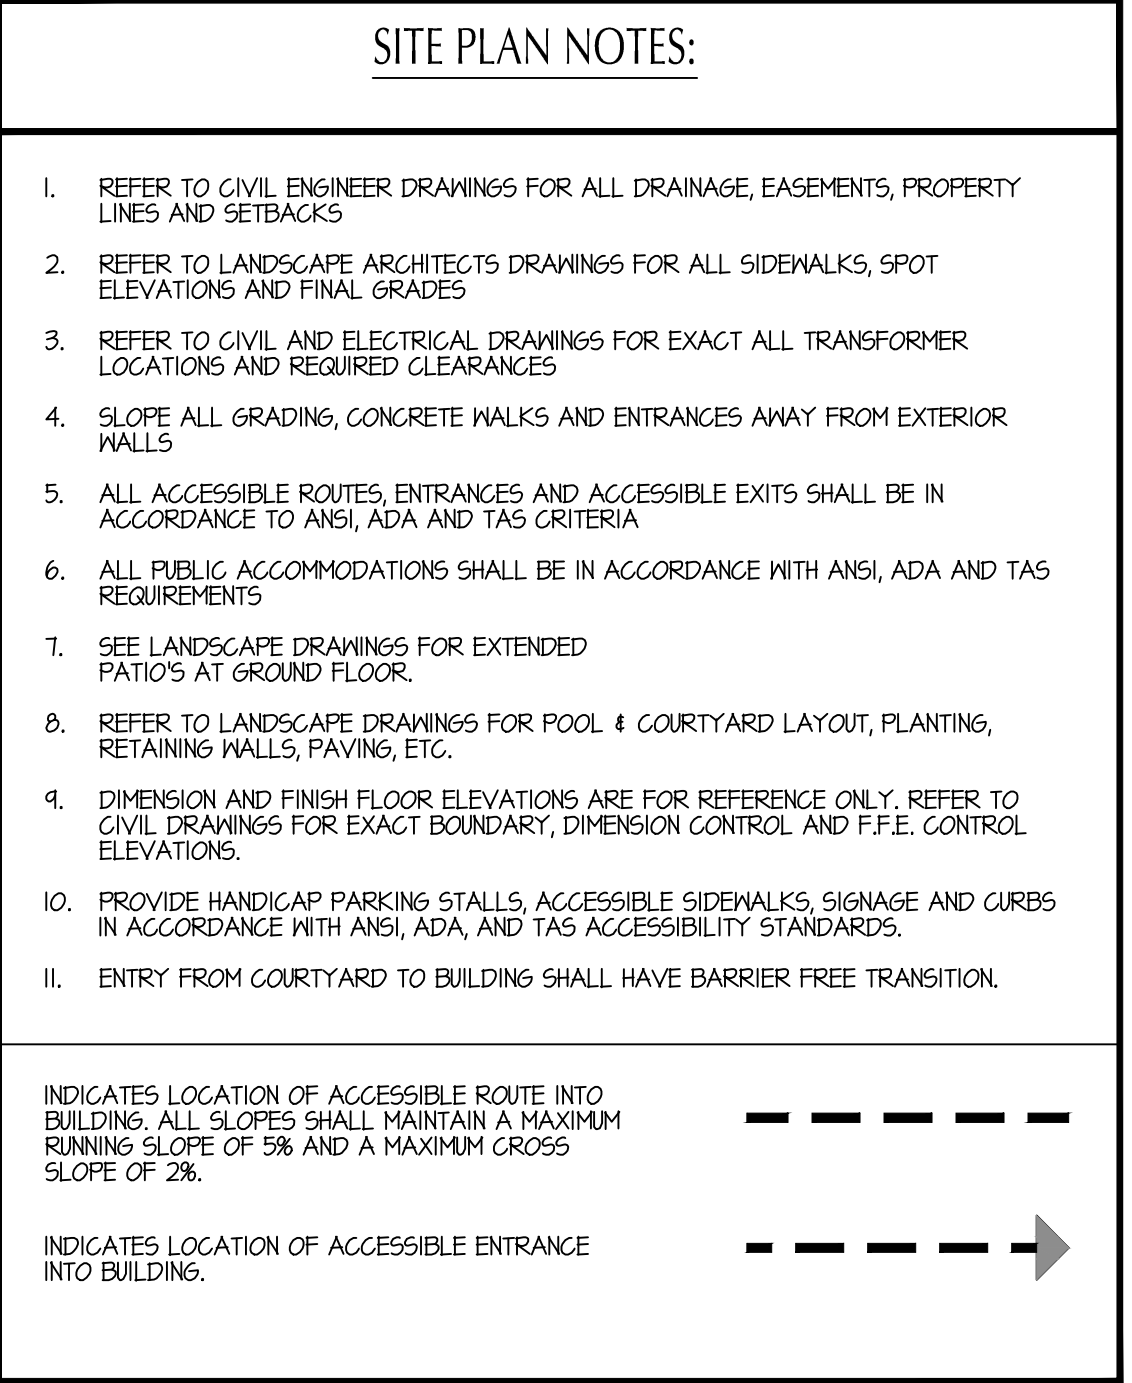 SITE PLAN NOTES:
1. REFER TO CIVIL ENGINEER DRAWINGS FOR ALL DRAINAGE, EASEMENTS, PROPERTY
LINES AND SETBACKS
2. REFER TO LANDSCAPE ARCHITECTS DRAWINGS FOR ALL SIDEWALKS, SPOT
ELEVATIONS AND FINAL GRADES
3. REFER TO CIVIL AND ELECTRICAL DRAWINGS FOR EXACT ALL TRANSFORMER
LOCATIONS AND REQUIRED CLEARANCES
4. SLOPE ALL GRADING, CONCRETE WALKS AND ENTRANCES AWAY FROM EXTERIOR
WALLS
5. ALL ACCESSIBLE ROUTES, ENTRANCES AND ACCESSIBLE EXITS SHALL BE IN
ACCORDANCE TO ANSI, ADA AND TAS CRITERIA
6. ALL PUBLIC ACCOMMODATIONS SHALL BE IN ACCORDANCE WITH ANSI, ADA AND TAS
REQUIREMENTS
7. SEE LANDSCAPE DRAWINGS FOR EXTENDED
PATIO'S AT GROUND FLOOR.
8. REFER TO LANDSCAPE DRAWINGS FOR POOL & COURTYARD LAYOUT, PLANTING,
RETAINING WALLS, PAVING, ETC.
9. DIMENSION AND FINISH FLOOR ELEVATIONS ARE FOR REFERENCE ONLY. REFER TO
CIVIL DRAWINGS FOR EXACT BOUNDARY, DIMENSION CONTROL AND F.F.E. CONTROL
ELEVATIONS.
10. PROVIDE HANDICAP PARKING STALLS, ACCESSIBLE SIDEWALKS, SIGNAGE AND CURBS
IN ACCORDANCE WITH ANSI, ADA, AND TAS ACCESSIBILITY STANDARDS.
11. ENTRY FROM COURTYARD TO BUILDING SHALL HAVE BARRIER FREE TRANSITION.
INDICATES LOCATION OF ACCESSIBLE ROUTE INTO
BUILDING. ALL SLOPES SHALL MAINTAIN A MAXIMUM
RUNNING SLOPE OF 5% AND A MAXIMUM CROSS
SLOPE OF 2%.
INDICATES LOCATION OF ACCESSIBLE ENTRANCE
INTO BUILDING.